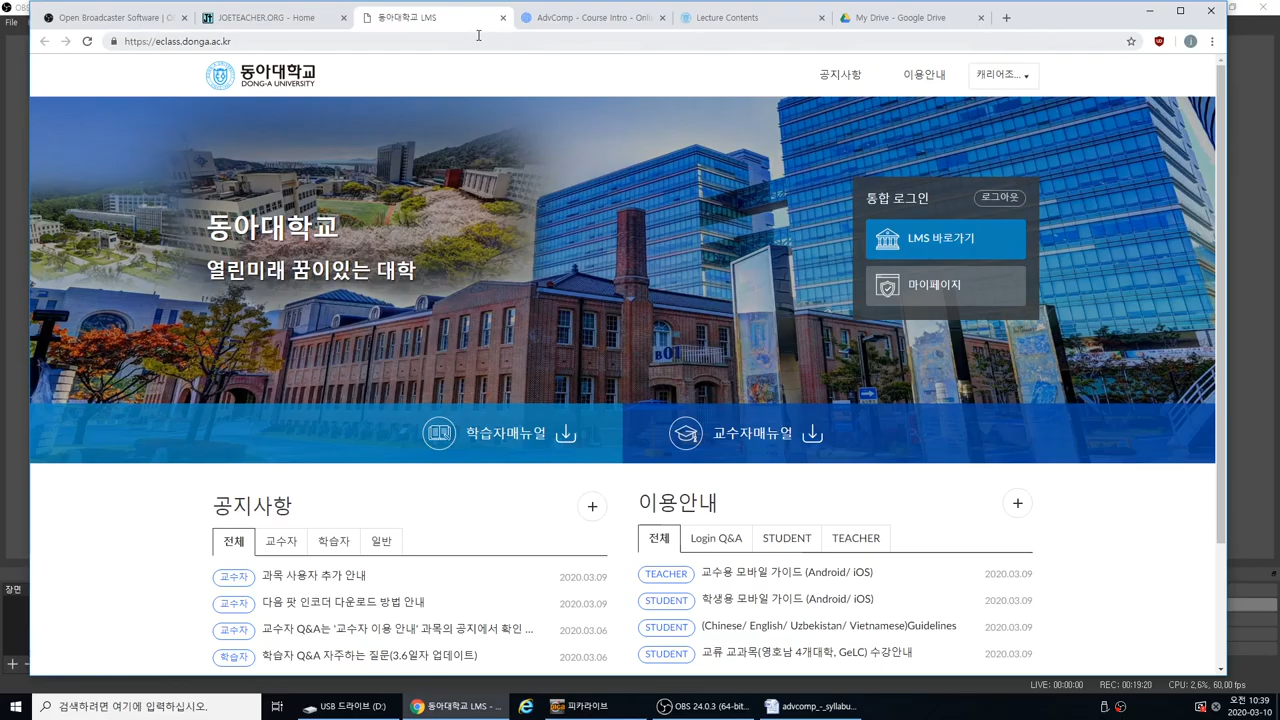 Open Broadcaster Software | O
JOETEACHER.ORG - Home
동아대학교 LMS
AdvComp - Course Intro - Onli
Lecture Contents
My Drive - Google Drive
OBS
File
https://eclass.donga.ac.kr
동아대학교
DONG-A UNIVERSITY
공지사항
이용안내
캐리어조...
통합 로그인
로그아웃
LMS 바로가기
마이페이지
동아대학교
열린미래 꿈이있는 대학
학습자매뉴얼
교수자매뉴얼
공지사항
전체 교수자 학습자 일반
교수자 과목 사용자 추가 안내 2020.03.09
교수자 다음 팟 인코더 다운로드 방법 안내 2020.03.09
교수자 교수자 Q&A는 '교수자 이용 안내' 과목의 공지에서 확인 ... 2020.03.06
학습자 학습자 Q&A 자주하는 질문(3.6일자 업데이트) 2020.03.06
이용안내
전체 Login Q&A STUDENT TEACHER
TEACHER 교수용 모바일 가이드 (Android/ iOS) 2020.03.09
STUDENT 학생용 모바일 가이드 (Android/ iOS) 2020.03.09
STUDENT (Chinese/ English/ Uzbekistan/ Vietnamese)Guidelines 2020.03.09
STUDENT 교류 교과목(영호남 4개대학, GeLC) 수강안내 2020.03.09
장면
LIVE: 00:00:00 REC: 00:19:20 CPU: 2.6%, 60.00 fps
검색하려면 여기에 입력하십시오.
USB 드라이브 (D:)
동아대학교 LMS - ...
피카라이브
OBS 24.0.3 (64-bit...
advcomp_-_syllabu...
오전 10:39
2020-03-10